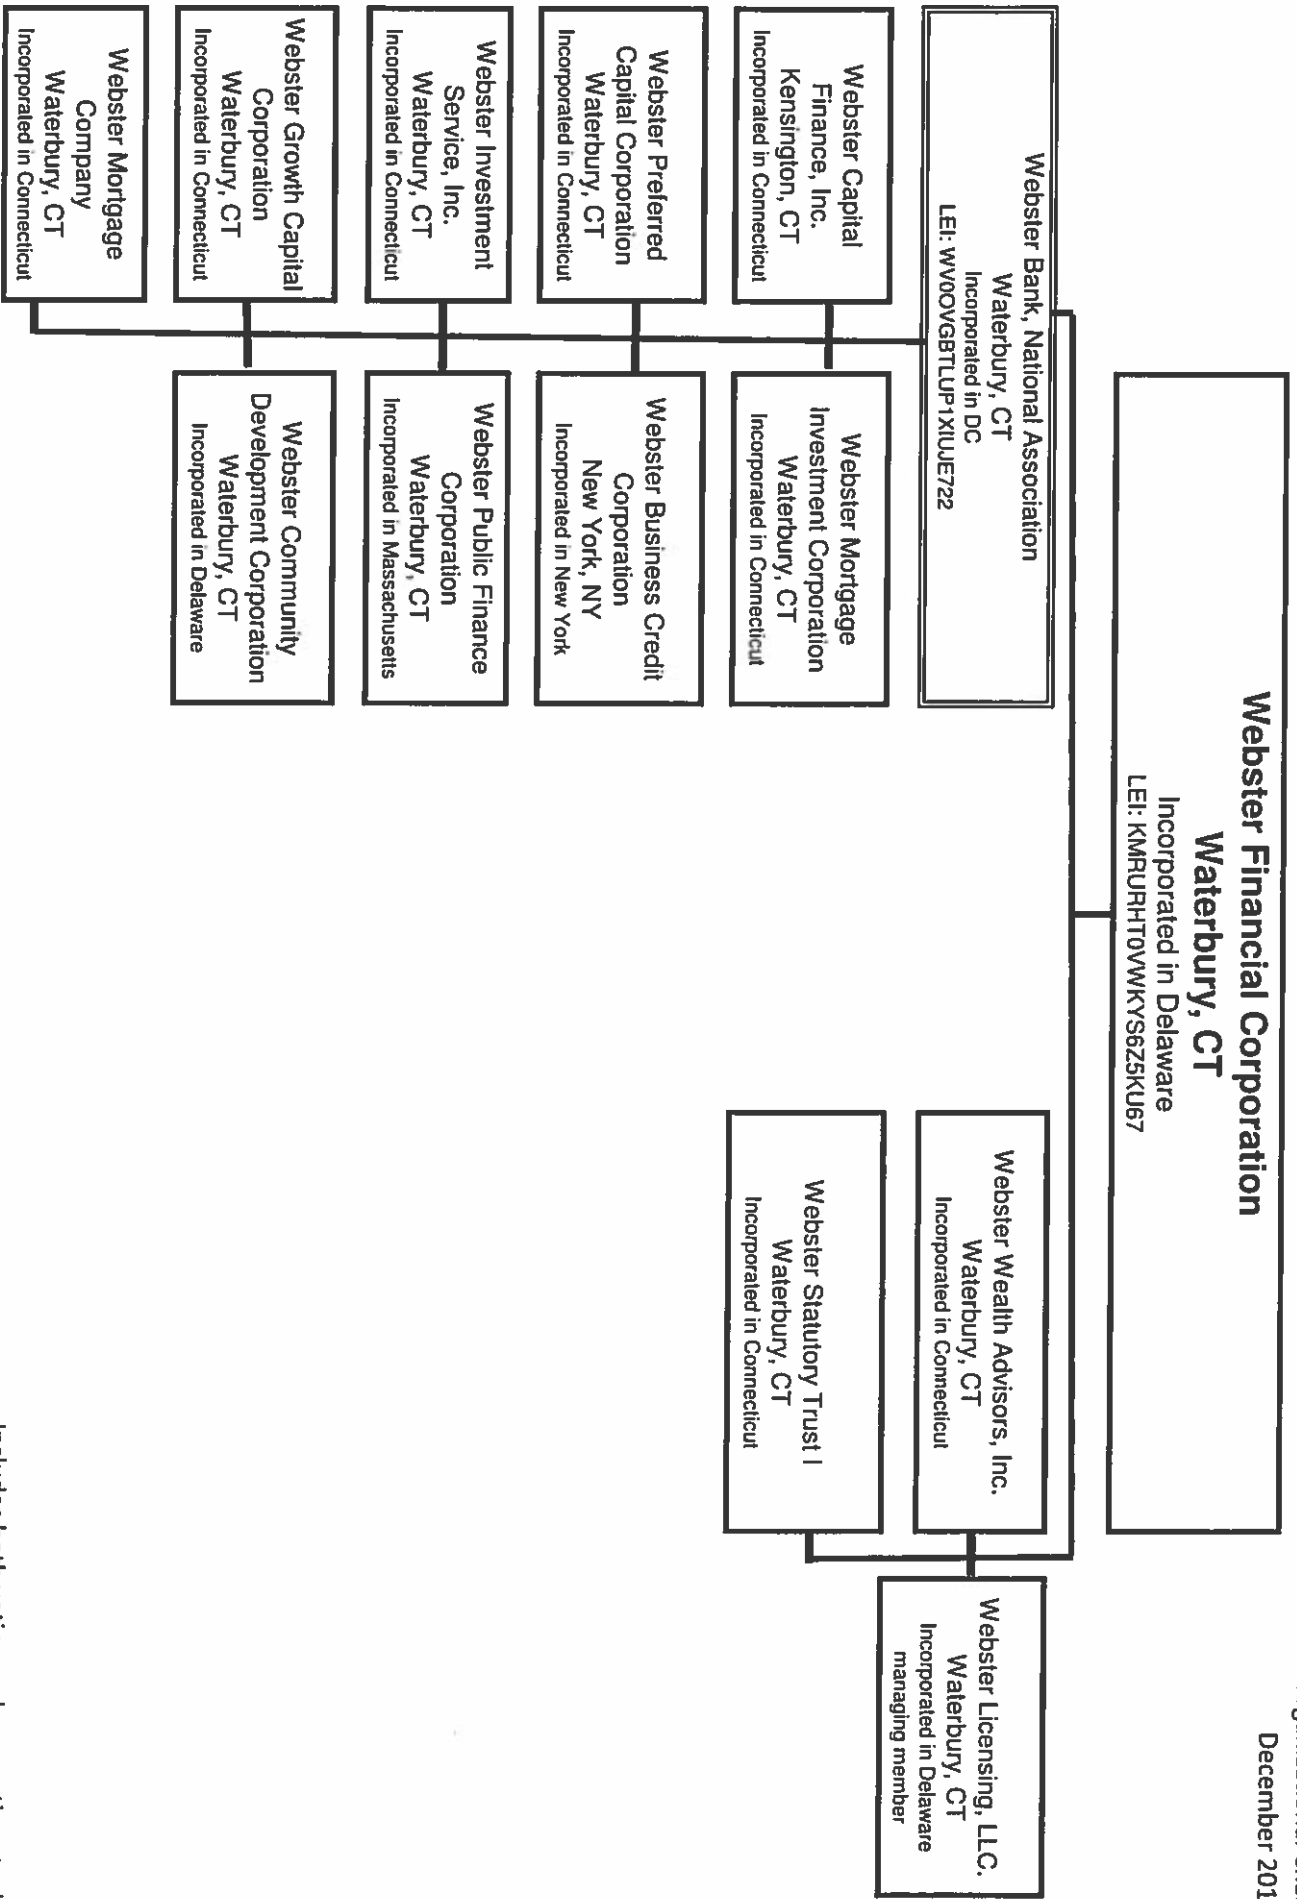 December 201
Webster Financial Corporation
Waterbury, CT
Incorporated in Delaware
LEI: KMRURHT0VWKYS6Z5KU67
Webster Bank, National Association
Waterbury, CT
Incorporated in DC
LEI: WV0OVGBTLUP1XIUJE722
Webster Capital
Finance, Inc.
Kensington, CT
Incorporated in Connecticut
Webster Mortgage
Investment Corporation
Waterbury, CT
Incorporated in Connecticut
Webster Preferred
Capital Corporation
Waterbury, CT
Incorporated in Connecticut
Webster Business Credit
Corporation
New York, NY
Incorporated in New York
Webster Investment
Service, Inc.
Waterbury, CT
Incorporated in Connecticut
Webster Public Finance
Corporation
Waterbury, CT
Incorporated in Massachusetts
Webster Growth Capital
Corporation
Waterbury, CT
Incorporated in Connecticut
Webster Community
Development Corporation
Waterbury, CT
Incorporated in Delaware
Webster Mortgage
Company
Waterbury, CT
Incorporated in Connecticut
Webster Wealth Advisors, Inc.
Waterbury, CT
Incorporated in Connecticut
Webster Licensing, LLC.
Waterbury, CT
Incorporated in Delaware
managing member
Webster Statutory Trust I
Waterbury, CT
Incorporated in Connecticut